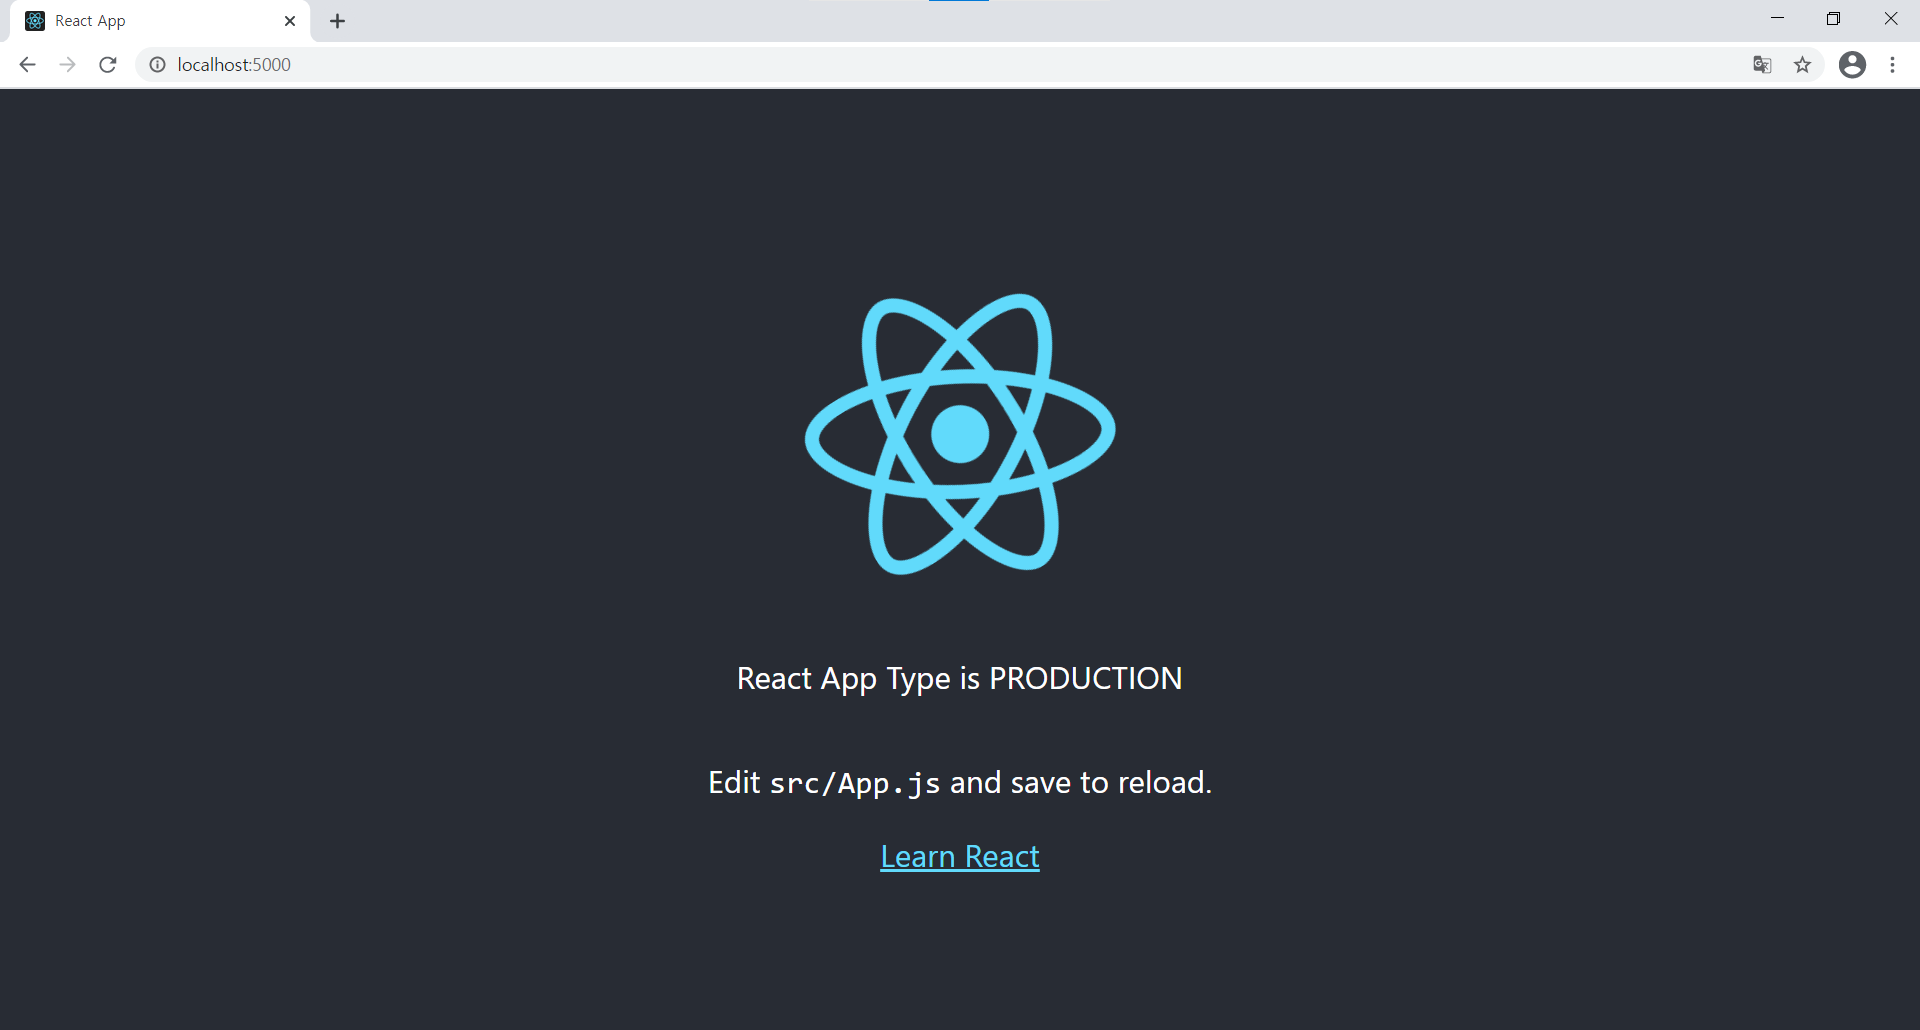 React App
localhost:5000
React App Type is PRODUCTION
Edit src/App.js and save to reload.
Learn React